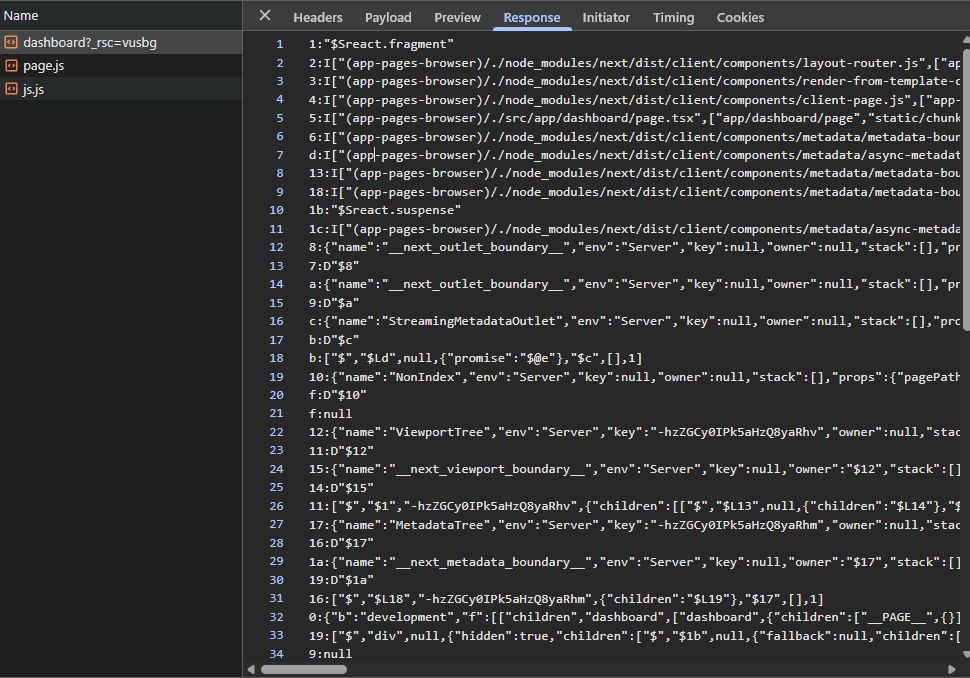 Name
dashboard?_rsc=vusbg
page.js
js.js
Headers Payload Preview Response Initiator Timing Cookies
1 1:"$Sreact.fragment"
2 2:I["(app-pages-browser)/./node_modules/next/dist/client/components/layout-router.js",["ap
3 3:I["(app-pages-browser)/./node_modules/next/dist/client/components/render-from-template-c
4 4:I["(app-pages-browser)/./node_modules/next/dist/client/components/client-page.js",["app-
5 5:I["(app-pages-browser)/./src/app/dashboard/page.tsx",["app/dashboard/page","static/chunk
6 6:I["(app-pages-browser)/./node_modules/next/dist/client/components/metadata/metadata-boun
7 d:I["(app-pages-browser)/./node_modules/next/dist/client/components/metadata/async-metadat
8 13:I["(app-pages-browser)/./node_modules/next/dist/client/components/metadata/metadata-bou
9 18:I["(app-pages-browser)/./node_modules/next/dist/client/components/metadata/metadata-bou
10 1b:"$Sreact.suspense"
11 1c:I["(app-pages-browser)/./node_modules/next/dist/client/components/metadata/async-metada
12 8:{"name":"__next_outlet_boundary__","env":"Server","key":null,"owner":null,"stack":[],"pr
13 7:D"$8"
14 a:{"name":"__next_outlet_boundary__","env":"Server","key":null,"owner":null,"stack":[],"pr
15 9:D"$a"
16 c:{"name":"StreamingMetadataOutlet","env":"Server","key":null,"owner":null,"stack":[],"pro
17 b:D"$c"
18 b:["$","$Ld",null,{"promise":"$@e"},"$c",[],1]
19 10:{"name":"NonIndex","env":"Server","key":null,"owner":null,"stack":[],"props":{"pagePath
20 f:D"$10"
21 f:null
22 12:{"name":"ViewportTree","env":"Server","key":"-hzZGCy0IPk5aHzQ8yaRhv","owner":null,"stac
23 11:D"$12"
24 15:{"name":"__next_viewport_boundary__","env":"Server","key":null,"owner":"$12","stack":[]
25 14:D"$15"
26 11:["$","$1","-hzZGCy0IPk5aHzQ8yaRhv",{"children":[["$","$L13",null,{"children":"$L14"},"$
27 17:{"name":"MetadataTree","env":"Server","key":"-hzZGCy0IPk5aHzQ8yaRhm","owner":null,"stac
28 16:D"$17"
29 1a:{"name":"__next_metadata_boundary__","env":"Server","key":null,"owner":"$17","stack":[]
30 19:D"$1a"
31 16:["$","$L18","-hzZGCy0IPk5aHzQ8yaRhm",{"children":"$L19"},"$17",[],1]
32 0:{"b":"development","f":[["children","dashboard",["dashboard",{"children":["__PAGE__",{}]
33 19:["$","div",null,{"hidden":true,"children":["$","$1b",null,{"fallback":null,"children":[
34 9:null